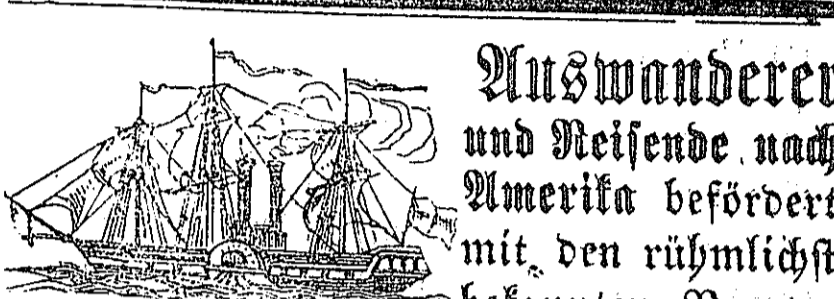 Auswanderer
und Reisende nach
Amerika befördert
mit den rühmlichst